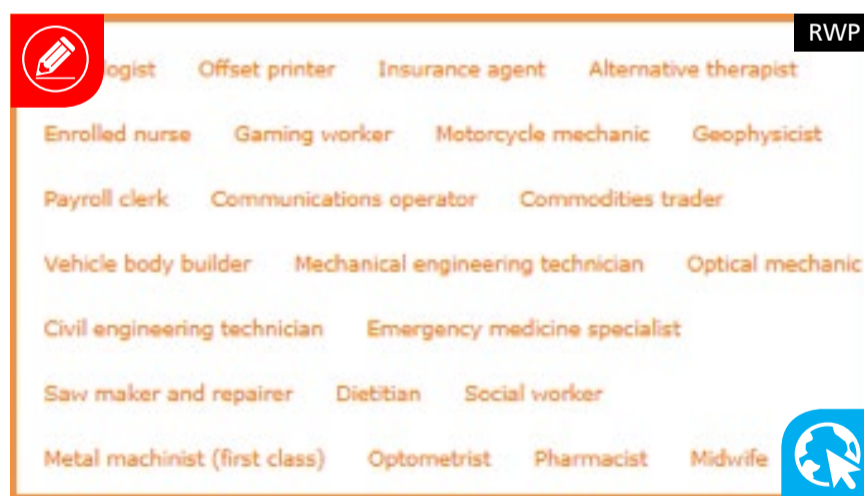 RWP
Offset printer Insurance agent Alternative therapist
Enrolled nurse Gaming worker Motorcycle mechanic Geophysicist
Payroll clerk Communications operator Commodities trader
Vehicle body builder Mechanical engineering technician Optical mechanic
Civil engineering technician Emergency medicine specialist
Saw maker and repairer Dietitian Social worker
Metal machinist (first class) Optometrist Pharmacist Midwife